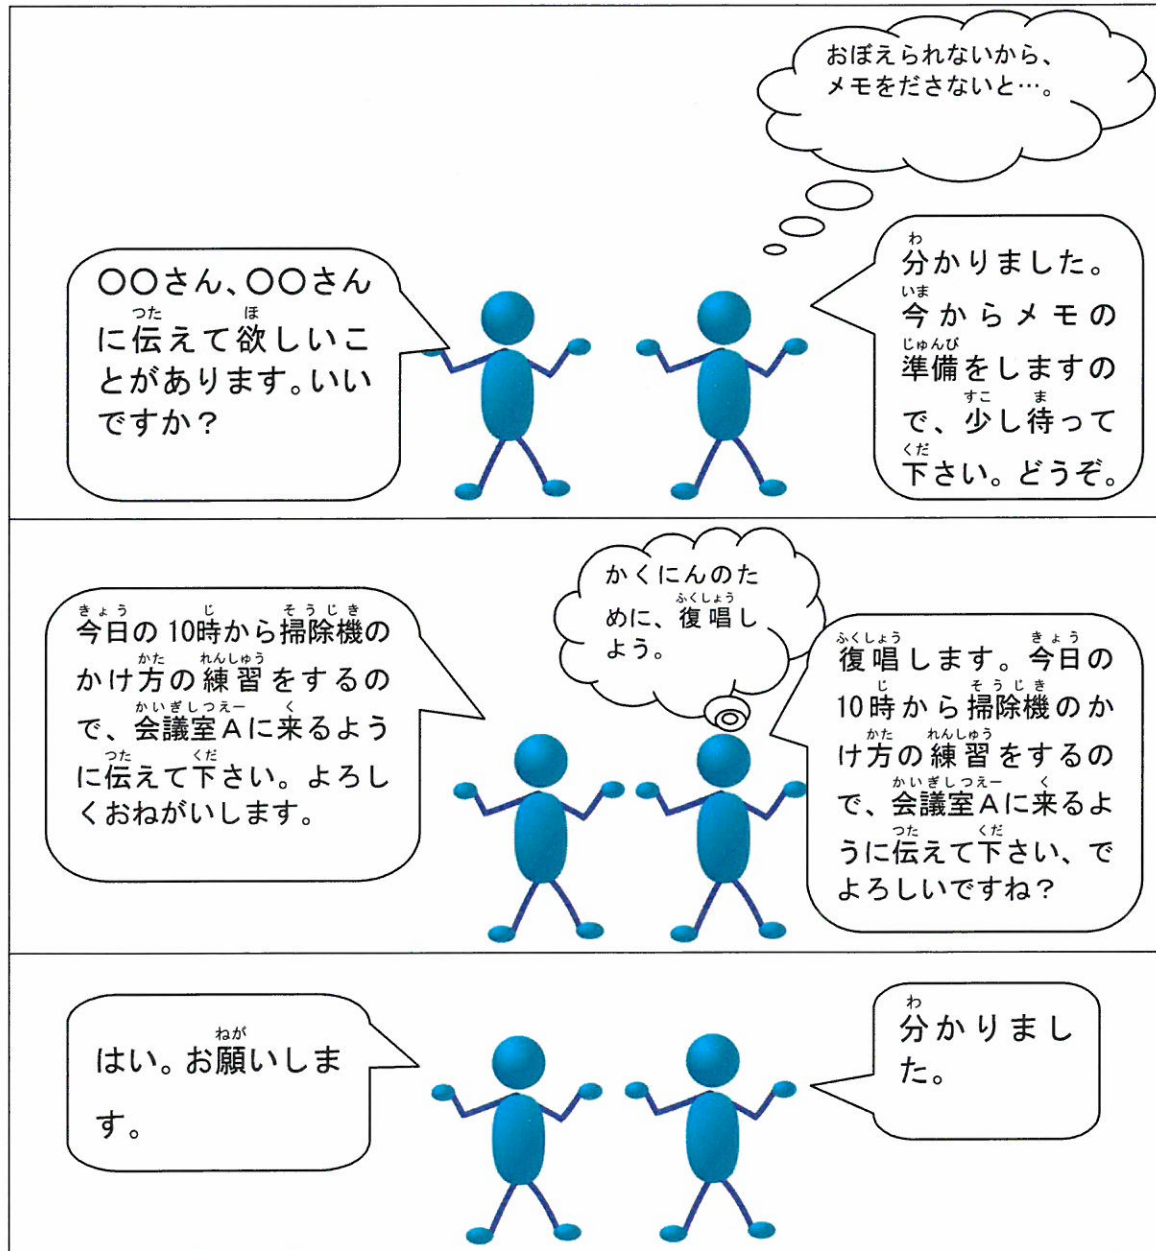 〇〇さん、〇〇さん
に伝えて欲しいこ
とがあります。いい
ですか？
おぼえられないから、
メモをださないと…。
分かりました。
今からメモの
準備をしますの
で、少し待って
下さい。どうぞ。
今日の10時から掃除機の
かけ方の練習をするの
で、会議室Aに来るよう
に伝えて下さい。よろし
くおねがいします。
かくにんのた
めに、復唱し
よう。
復唱します。今日の
10時から掃除機のか
け方の練習をするの
で、会議室Aに来るよ
うに伝えて下さい、で
よろしいですね？
はい。お願いしま
す。
分かりまし
た。